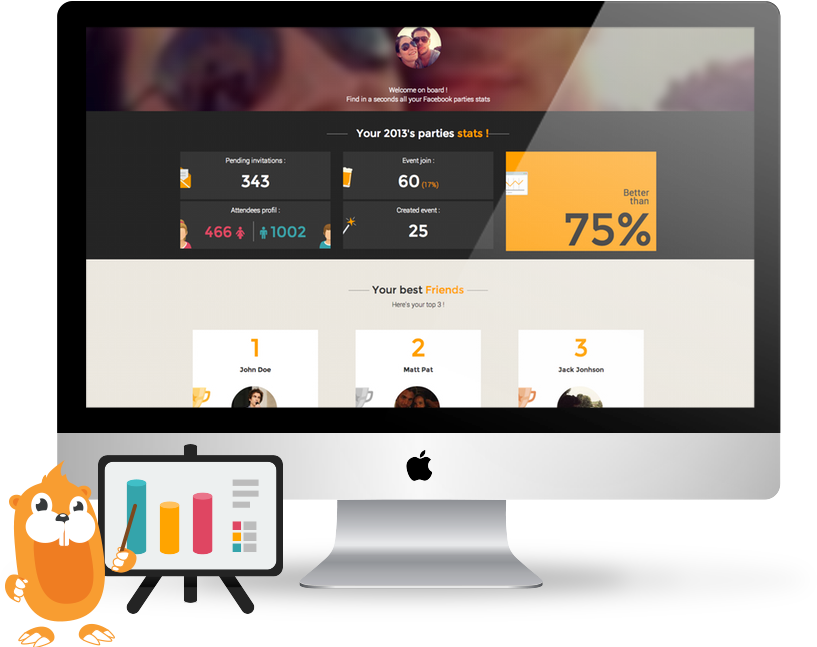 Welcome on board !
Find in a seconds all your Facebook parties stats
Your 2013's parties stats !
Pending invitations :
343
Event join :
60 (17%)
Attendees profil :
466 1002
Created event :
25
Better
than
75%
Your best Friends
Here's your top 3 !
1
John Doe
2
Matt Pat
3
Jack Jonhson